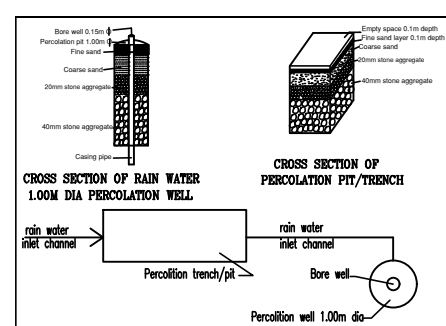 Bore well 0.15m ϕ
Percolation pit 1.00m ϕ
Fine sand
Coarse sand
20mm stone aggregate
40mm stone aggregate
Casing pipe
CROSS SECTION OF RAIN WATER
1.00M DIA PERCOLATION WELL
Empty space 0.1m depth
Fine sand layer 0.1m depth
Coarse sand
20mm stone aggregate
40mm stone aggregate
CROSS SECTION OF
PERCOLATION PIT/TRENCH
rain water
inlet channel
Percolition trench/pit
rain water
inlet channel
Bore well
Percolition well 1.00m dia